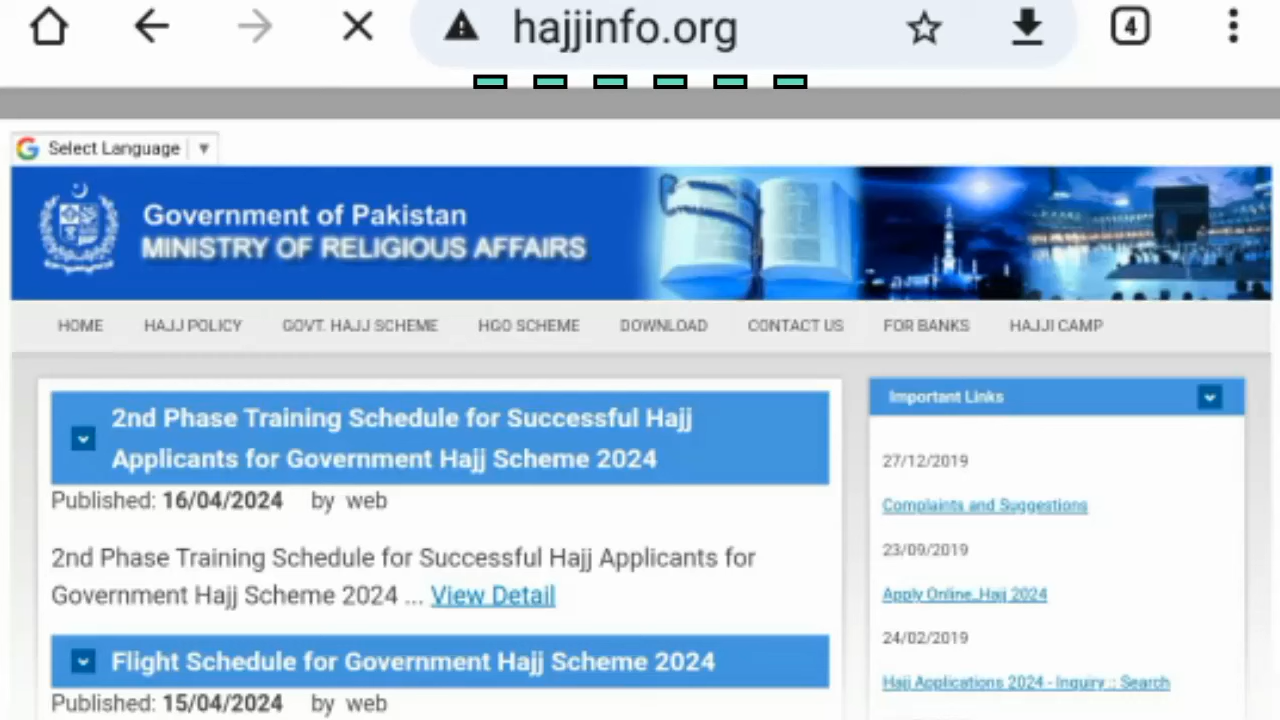 hajjinfo.org
4
Select Language ▼
Government of Pakistan
MINISTRY OF RELIGIOUS AFFAIRS
HOME HAJJ POLICY GOVT. HAJJ SCHEME HGO SCHEME DOWNLOAD CONTACT US FOR BANKS HAJJI CAMP
2nd Phase Training Schedule for Successful Hajj
Applicants for Government Hajj Scheme 2024
Published: 16/04/2024 by web
2nd Phase Training Schedule for Successful Hajj Applicants for
Government Hajj Scheme 2024 ... View Detail
Flight Schedule for Government Hajj Scheme 2024
Published: 15/04/2024 by web
Important Links
27/12/2019
Complaints and Suggestions
23/09/2019
Apply Online_Hajj 2024
24/02/2019
Hajj Applications 2024 - Inquiry :: Search